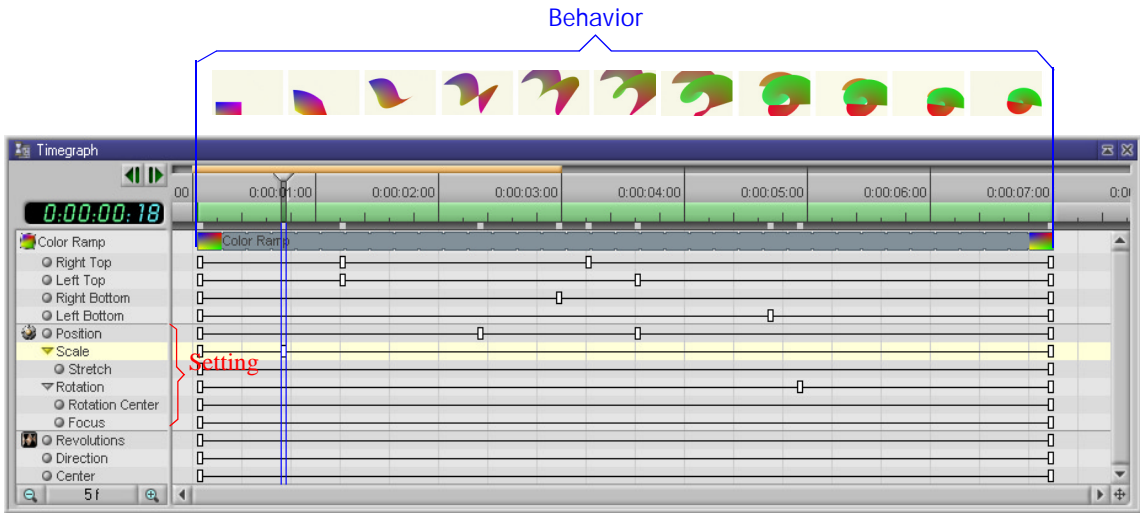 Behavior
Timegraph
00 0:00:01:00 0:00:02:00 0:00:03:00 0:00:04:00 0:00:05:00 0:00:06:00 0:00:07:00 0:0
0:00:00:18
Color Ramp
Color Ramp
Right Top
Left Top
Right Bottom
Left Bottom
Position
Scale
Setting
Stretch
Rotation
Rotation Center
Focus
Revolutions
Direction
Center
5 f